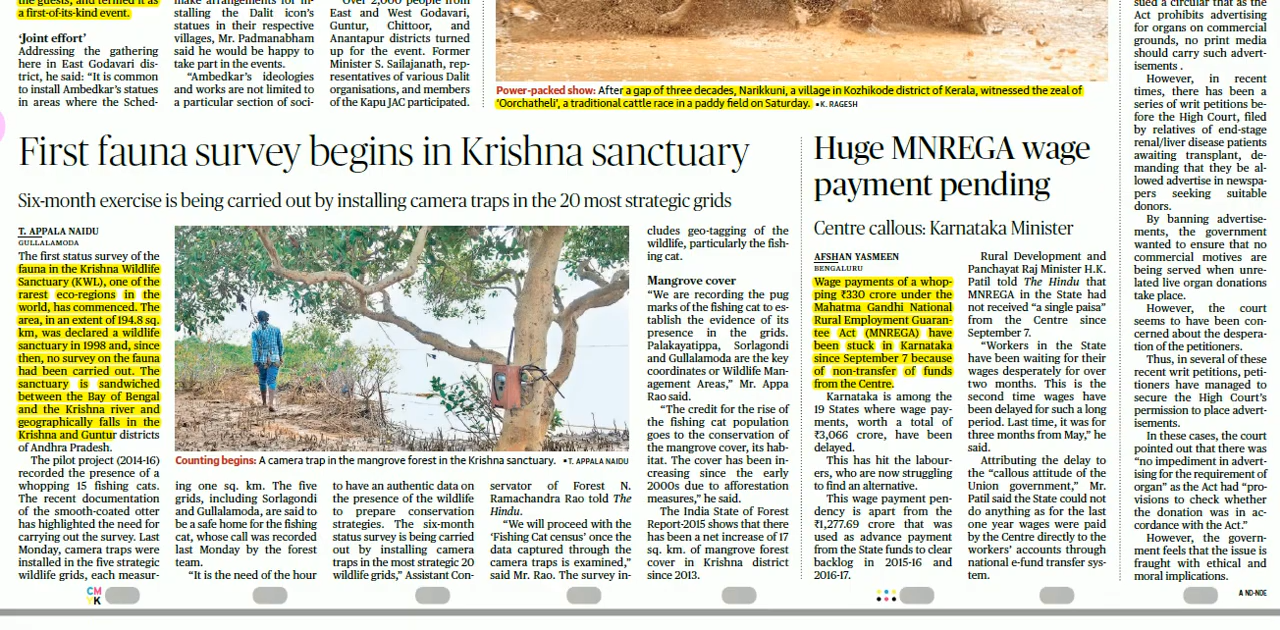 the guests, and termed it as
a first-of-its-kind event.
'Joint effort'
Addressing the gathering
here in East Godavari dis-
trict, he said: "It is common
to install Ambedkar's statues
in areas where the Sched-
make arrangements for in-
stalling the Dalit icon's
statues in their respective
villages, Mr. Padmanabham
said he would be happy to
take part in the events.
"Ambedkar's ideologies
and works are not limited to
a particular section of soci-
Over 2,000 people from
East and West Godavari,
Guntur, Chittoor, and
Anantapur districts turned
up for the event. Former
Minister S. Sailajanath, rep-
resentatives of various Dalit
organisations, and members
of the Kapu JAC participated.
Power-packed show: After a gap of three decades, Narikkuni, a village in Kozhikode district of Kerala, witnessed the zeal of
'Oorchatheli', a traditional cattle race in a paddy field on Saturday. •K. RAGESH
First fauna survey begins in Krishna sanctuary
Six-month exercise is being carried out by installing camera traps in the 20 most strategic grids
T. APPALA NAIDU
GULLALAMODA
The first status survey of the
fauna in the Krishna Wildlife
Sanctuary (KWL), one of the
rarest eco-regions in the
world, has commenced. The
area, in an extent of 194.8 sq.
km, was declared a wildlife
sanctuary in 1998 and, since
then, no survey on the fauna
had been carried out. The
sanctuary is sandwiched
between the Bay of Bengal
and the Krishna river and
geographically falls in the
Krishna and Guntur districts
of Andhra Pradesh.
The pilot project (2014-16)
recorded the presence of a
whopping 15 fishing cats.
The recent documentation
of the smooth-coated otter
has highlighted the need for
carrying out the survey. Last
Monday, camera traps were
installed in the five strategic
wildlife grids, each measur-
Counting begins: A camera trap in the mangrove forest in the Krishna sanctuary. •T. APPALA NAIDU
ing one sq. km. The five
grids, including Sorlagondi
and Gullalamoda, are said to
be a safe home for the fishing
cat, whose call was recorded
last Monday by the forest
team.
"It is the need of the hour
to have an authentic data on
the presence of the wildlife
to prepare conservation
strategies. The six-month
status survey is being carried
out by installing camera
traps in the most strategic 20
wildlife grids," Assistant Con-
servator of Forest N.
Ramachandra Rao told The
Hindu.
"We will proceed with the
'Fishing Cat census' once the
data captured through the
camera traps is examined,"
said Mr. Rao. The survey in-
cludes geo-tagging of the
wildlife, particularly the fish-
ing cat.
Mangrove cover
"We are recording the pug
marks of the fishing cat to es-
tablish the evidence of its
presence in the grids.
Palakayatippa, Sorlagondi
and Gullalamoda are the key
coordinates or Wildlife Man-
agement Areas," Mr. Appa
Rao said.
"The credit for the rise of
the fishing cat population
goes to the conservation of
the mangrove cover, its hab-
itat. The cover has been in-
creasing since the early
2000s due to afforestation
measures," he said.
The India State of Forest
Report-2015 shows that there
has been a net increase of 17
sq. km. of mangrove forest
cover in Krishna district
since 2013.
Huge MNREGA wage
payment pending
Centre callous: Karnataka Minister
AFSHAN YASMEEN
BENGALURU
Wage payments of a whop-
ping ₹330 crore under the
Mahatma Gandhi National
Rural Employment Guaran-
tee Act (MNREGA) have
been stuck in Karnataka
since September 7 because
of non-transfer of funds
from the Centre.
Karnataka is among the
19 States where wage pay-
ments, worth a total of
₹3,066 crore, have been
delayed.
This has hit the labour-
ers, who are now struggling
to find an alternative.
This wage payment pen-
dency is apart from the
₹1,277.69 crore that was
used as advance payment
from the State funds to clear
backlog in 2015-16 and
2016-17.
Rural Development and
Panchayat Raj Minister H.K.
Patil told The Hindu that
MNREGA in the State had
not received "a single paisa"
from the Centre since
September 7.
"Workers in the State
have been waiting for their
wages desperately for over
two months. This is the
second time wages have
been delayed for such a long
period. Last time, it was for
three months from May," he
said.
Attributing the delay to
the "callous attitude of the
Union government," Mr.
Patil said the State could not
do anything as for the last
one year wages were paid
by the Centre directly to the
workers' accounts through
national e-fund transfer sys-
tem.
sued a circular that as the
Act prohibits advertising
for organs on commercial
grounds, no print media
should carry such advert-
isements .
However, in recent
times, there has been a
series of writ petitions be-
fore the High Court, filed
by relatives of end-stage
renal/liver disease patients
awaiting transplant, de-
manding that they be al-
lowed advertise in newspa-
pers seeking suitable
donors.
By banning advertise-
ments, the government
wanted to ensure that no
commercial motives are
being served when unre-
lated live organ donations
take place.
However, the court
seems to have been con-
cerned about the despera-
tion of the petitioners.
Thus, in several of these
recent writ petitions, peti-
tioners have managed to
secure the High Court's
permission to place advert-
isements.
In these cases, the court
pointed out that there was
"no impediment in advert-
ising for the requirement of
organ" as the Act had "pro-
visions to check whether
the donation was in ac-
cordance with the Act."
However, the govern-
ment feels that the issue is
fraught with ethical and
moral implications.
CM
YK
A ND-NDE